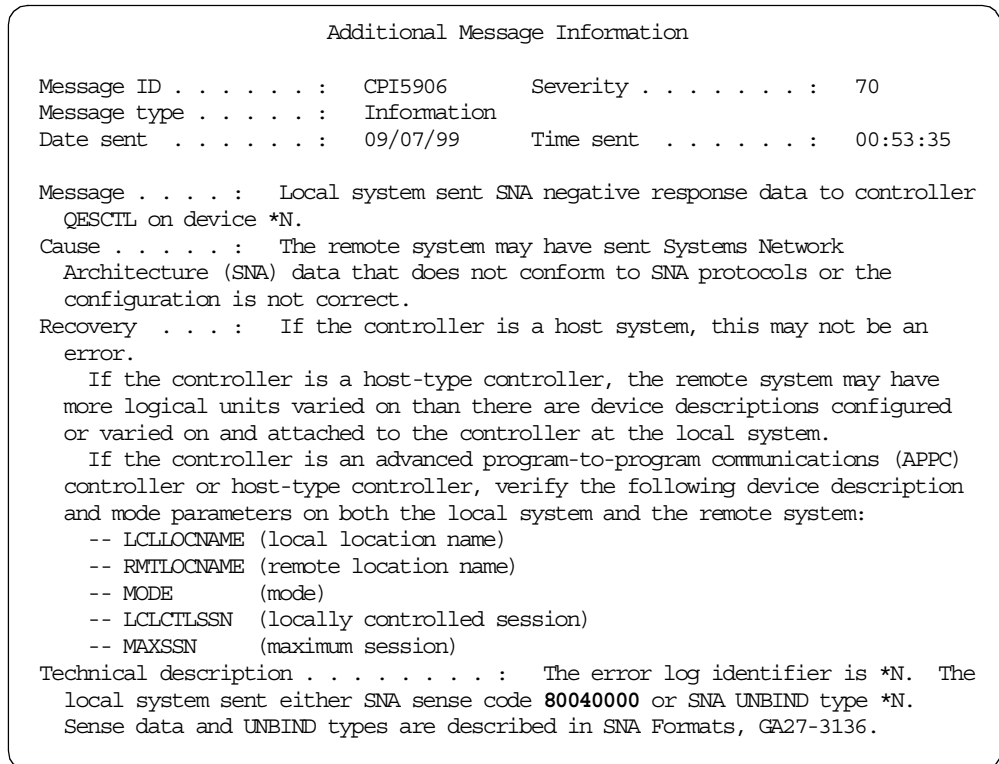 Additional Message Information
Message ID . . . . . . : CPI5906 Severity . . . . . . . : 70
Message type . . . . . : Information
Date sent . . . . . . : 09/07/99 Time sent . . . . . . : 00:53:35
Message . . . . : Local system sent SNA negative response data to controller
QESCTL on device *N.
Cause . . . . . : The remote system may have sent Systems Network
Architecture (SNA) data that does not conform to SNA protocols or the
configuration is not correct.
Recovery . . . : If the controller is a host system, this may not be an
error.
If the controller is a host-type controller, the remote system may have
more logical units varied on than there are device descriptions configured
or varied on and attached to the controller at the local system.
If the controller is an advanced program-to-program communications (APPC)
controller or host-type controller, verify the following device description
and mode parameters on both the local system and the remote system:
-- LCLLOCNAME (local location name)
-- RMTLOCNAME (remote location name)
-- MODE (mode)
-- LCLCTLSSN (locally controlled session)
-- MAXSSN (maximum session)
Technical description . . . . . . . . : The error log identifier is *N. The
local system sent either SNA sense code 80040000 or SNA UNBIND type *N.
Sense data and UNBIND types are described in SNA Formats, GA27-3136.